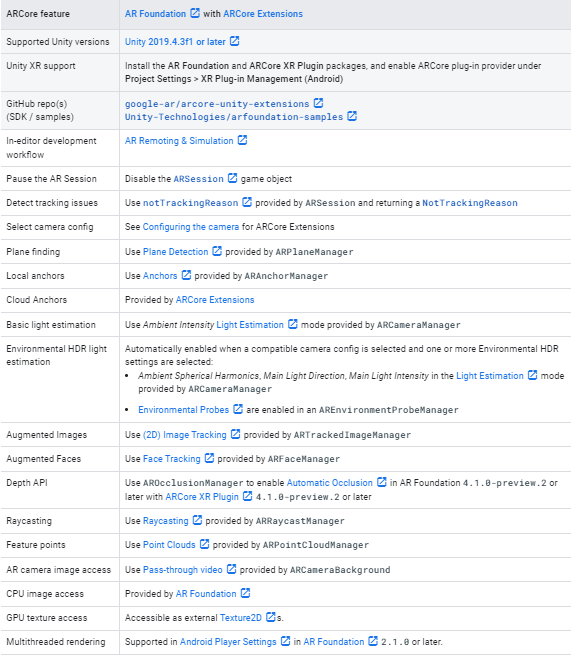 ARCore feature
AR Foundation with ARCore Extensions
Supported Unity versions
Unity 2019.4.3f1 or later
Unity XR support
Install the AR Foundation and ARCore XR Plugin packages, and enable ARCore plug-in provider under
Project Settings > XR Plug-in Management (Android)
GitHub repo(s)
(SDK / samples)
google-ar/arcore-unity-extensions
Unity-Technologies/arfoundation-samples
In-editor development
workflow
AR Remoting & Simulation
Pause the AR Session
Disable the ARSession game object
Detect tracking issues
Use notTrackingReason provided by ARSession and returning a NotTrackingReason
Select camera config
See Configuring the camera for ARCore Extensions
Plane finding
Use Plane Detection provided by ARPlaneManager
Local anchors
Use Anchors provided by ARAnchorManager
Cloud Anchors
Provided by ARCore Extensions
Basic light estimation
Use Ambient Intensity Light Estimation mode provided by ARCameraManager
Environmental HDR light
estimation
Automatically enabled when a compatible camera config is selected and one or more Environmental HDR
settings are selected:
• Ambient Spherical Harmonics, Main Light Direction, Main Light Intensity in the Light Estimation mode
provided by ARCameraManager
• Environmental Probes are enabled in an AREnvironmentProbeManager
Augmented Images
Use (2D) Image Tracking provided by ARTrackedImageManager
Augmented Faces
Use Face Tracking provided by ARFaceManager
Depth API
Use AROcclusionManager to enable Automatic Occlusion in AR Foundation 4.1.0-preview.2 or
later with ARCore XR Plugin 4.1.0-preview.2 or later
Raycasting
Use Raycasting provided by ARRaycastManager
Feature points
Use Point Clouds provided by ARPointCloudManager
AR camera image access
Use Pass-through video provided by ARCameraBackground
CPU image access
Provided by AR Foundation
GPU texture access
Accessible as external Texture2D s.
Multithreaded rendering
Supported in Android Player Settings in AR Foundation 2.1.0 or later.